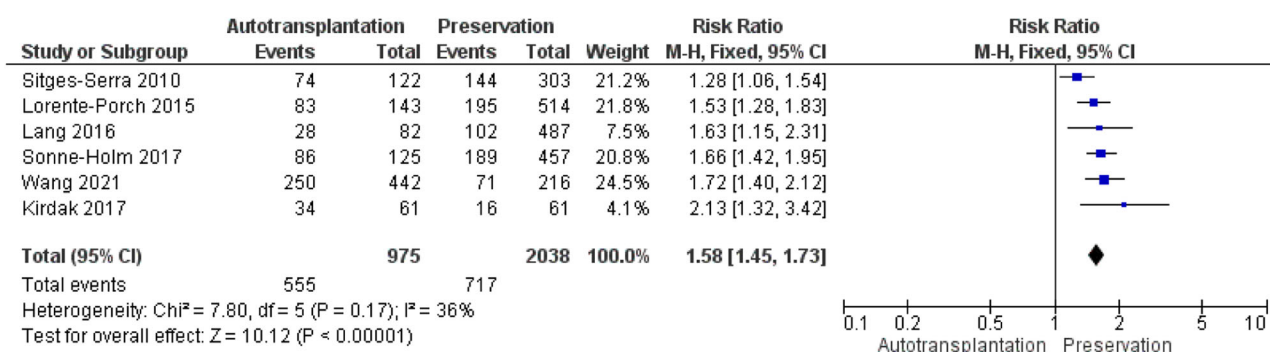 Autotransplantation Preservation Risk Ratio Risk Ratio
Study or Subgroup Events Total Events Total Weight M-H, Fixed, 95% CI M-H, Fixed, 95% CI
Sitges-Serra 2010 74 122 144 303 21.2% 1.28 [1.06, 1.54]
Lorente-Porch 2015 83 143 195 514 21.8% 1.53 [1.28, 1.83]
Lang 2016 28 82 102 487 7.5% 1.63 [1.15, 2.31]
Sonne-Holm 2017 86 125 189 457 20.8% 1.66 [1.42, 1.95]
Wang 2021 250 442 71 216 24.5% 1.72 [1.40, 2.12]
Kirdak 2017 34 61 16 61 4.1% 2.13 [1.32, 3.42]
Total (95% CI) 975 2038 100.0% 1.58 [1.45, 1.73]
Total events 555 717
Heterogeneity: Chi² = 7.80, df = 5 (P = 0.17); I² = 36%
Test for overall effect: Z = 10.12 (P < 0.00001)
0.1 0.2 0.5 1 2 5 10
Autotransplantation Preservation